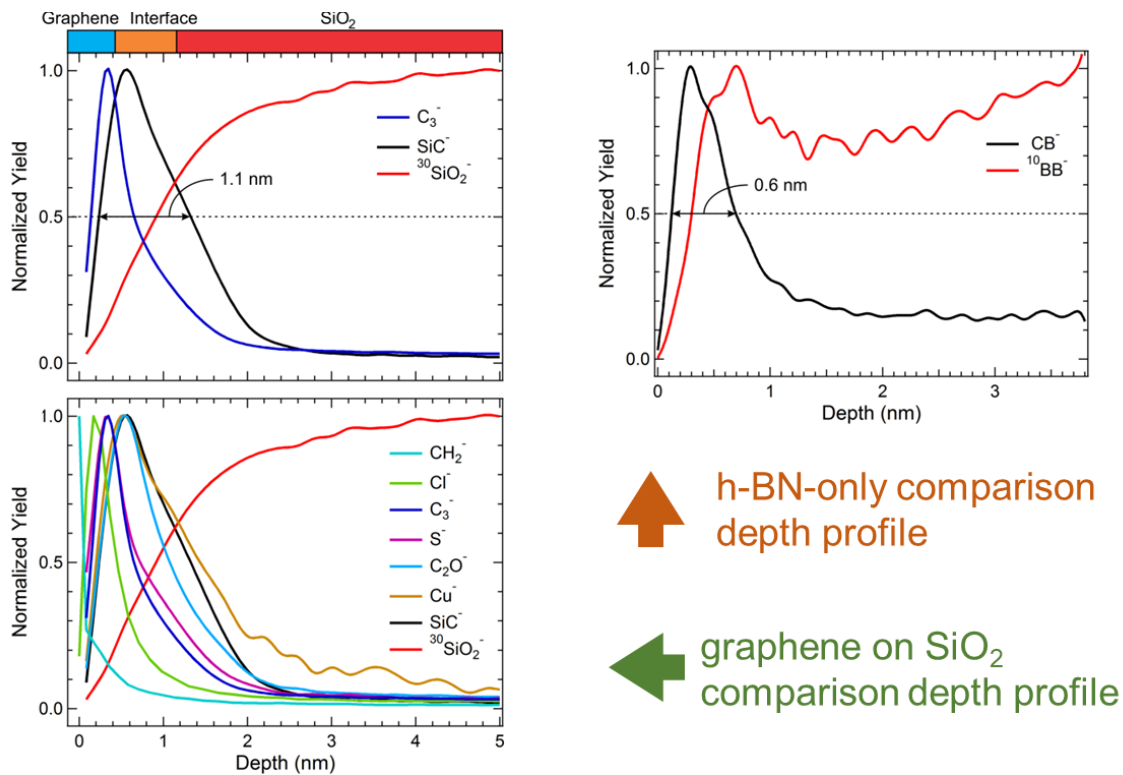 Graphene Interface SiO₂
1.0
0.5
0.0
Normalized Yield
C₃⁻
SiC⁻
³⁰SiO₂⁻
1.1 nm
1.0
0.5
0.0
Normalized Yield
CH₂⁻
Cl⁻
C₃⁻
S⁻
C₂O⁻
Cu⁻
SiC⁻
³⁰SiO₂⁻
0 1 2 3 4 5
Depth (nm)
1.0
0.5
0.0
Normalized Yield
CB⁻
¹⁰BB⁻
0.6 nm
0 1 2 3
Depth (nm)
h-BN-only comparison
depth profile
graphene on SiO₂
comparison depth profile